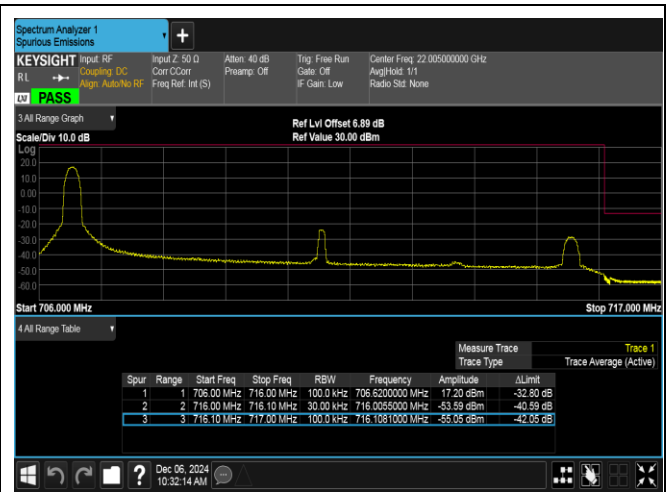 Spectrum Analyzer 1
Spurious Emissions
KEYSIGHT Input: RF Input Z: 50 Ω Atten: 40 dB Trig: Free Run Center Freq: 22.005000000 GHz
RL Coupling: DC Corr CCorr Preamp: Off Gate: Off Avg|Hold: 1/1
Align: Auto/No RF Freq Ref: Int (S) IF Gain: Low Radio Std: None
LXI PASS
3 All Range Graph
Ref Lvl Offset 6.89 dB
Scale/Div 10.0 dB Ref Value 30.00 dBm
Log
20.0
10.0
0.00
-10.0
-20.0
-30.0
-40.0
-50.0
-60.0
Start 706.000 MHz Stop 717.000 MHz
4 All Range Table
Measure Trace Trace 1
Trace Type Trace Average (Active)
Spur Range Start Freq Stop Freq RBW Frequency Amplitude ΔLimit
1 1 706.00 MHz 716.00 MHz 100.0 kHz 706.6200000 MHz 17.20 dBm -32.80 dB
2 2 716.00 MHz 716.10 MHz 30.00 kHz 716.0055000 MHz -53.59 dBm -40.59 dB
3 3 716.10 MHz 717.00 MHz 100.0 kHz 716.1081000 MHz -55.05 dBm -42.05 dB
? Dec 06, 2024
10:32:14 AM